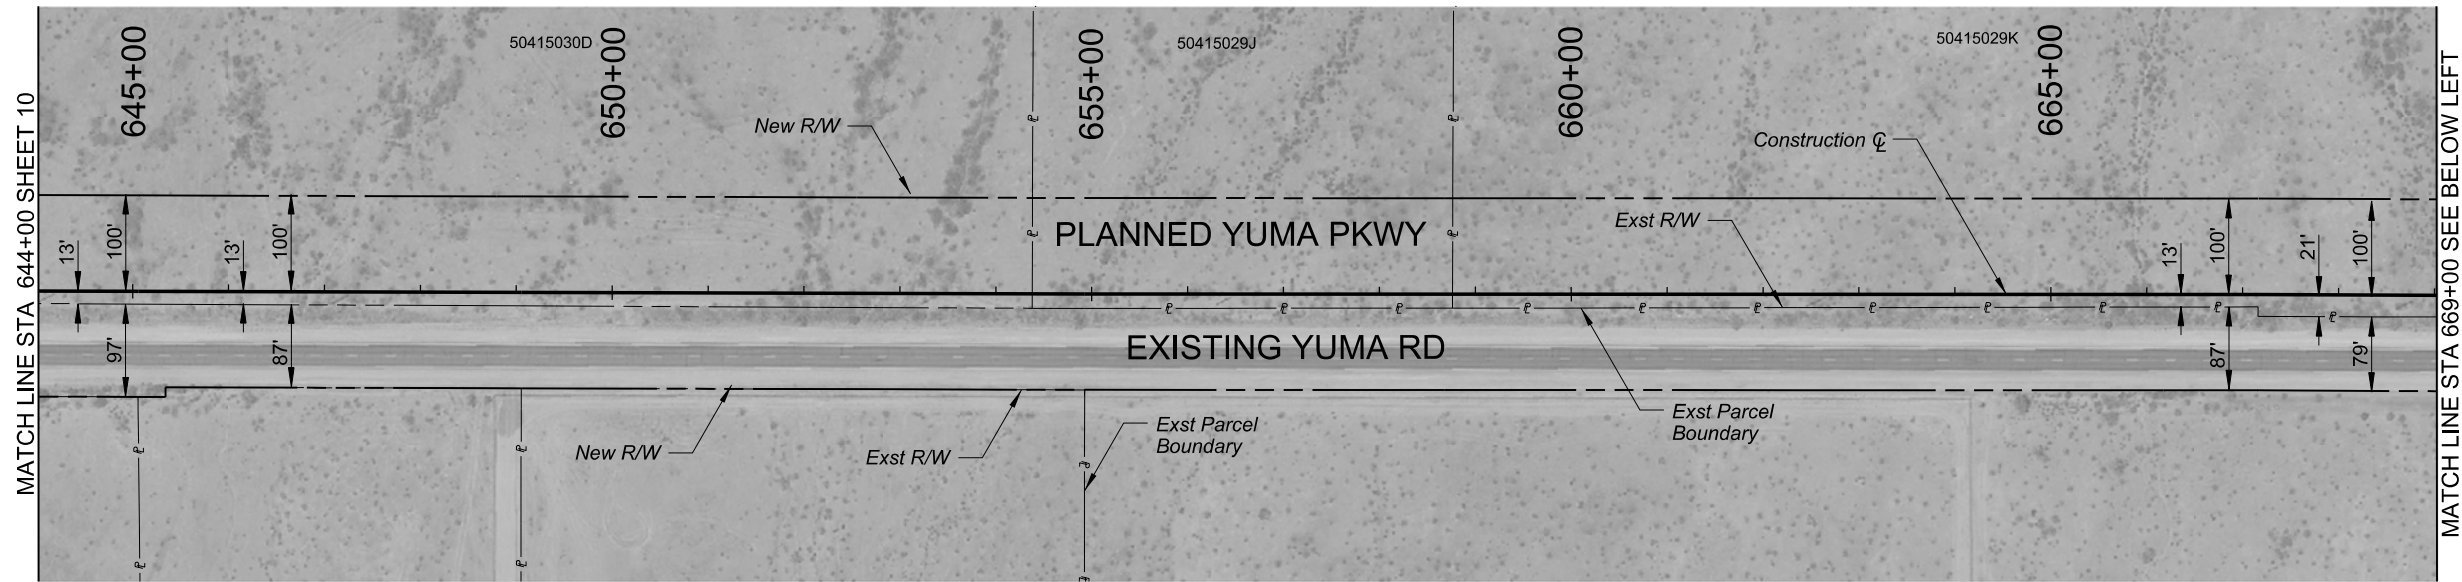 MATCH LINE STA 644+00 SHEET 10
645+00
50415030D
650+00
50415029J
655+00
660+00
50415029K
665+00
MATCH LINE STA 669+00 SEE BELOW LEFT
New R/W
Construction ℄
Exst R/W
PLANNED YUMA PKWY
13'
100'
13'
100'
13'
100'
21'
100'
EXISTING YUMA RD
97'
87'
87'
79'
New R/W
Exst R/W
Exst Parcel
Boundary
Exst Parcel
Boundary